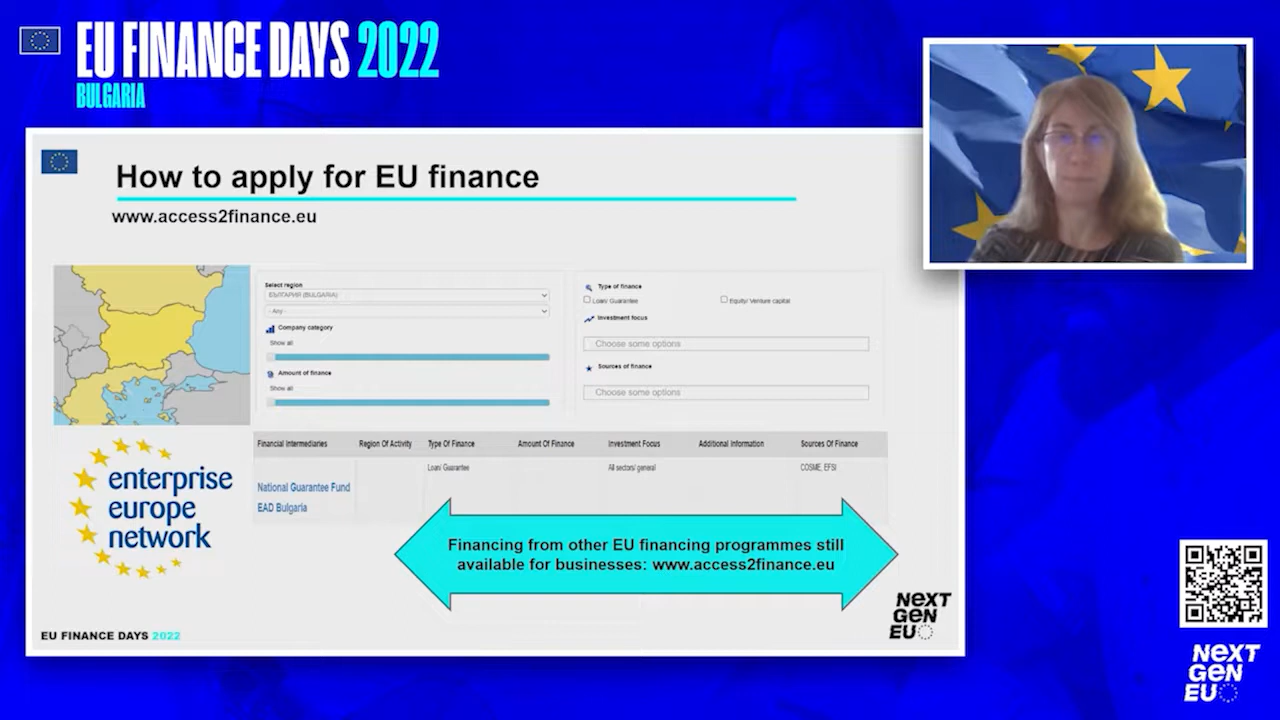 EU FINANCE DAYS 2022
BULGARIA
How to apply for EU finance
www.access2finance.eu
Select region
БЪЛГАРИЯ (BULGARIA)
- Any -
Company category
Show all
Amount of finance
Show all
Type of finance
Loan/ Guarantee
Equity/ Venture capital
Investment focus
Choose some options
Sources of finance
Choose some options
Financial Intermediaries Region Of Activity Type Of Finance Amount Of Finance Investment Focus Additional Information Sources Of Finance
Loan/ Guarantee All sectors/ general COSME, EFSI
National Guarantee Fund
EAD Bulgaria
enterprise
europe
network
Financing from other EU financing programmes still
available for businesses: www.access2finance.eu
NEXT
GEN
EU
EU FINANCE DAYS 2022
NEXT
GEN
EU